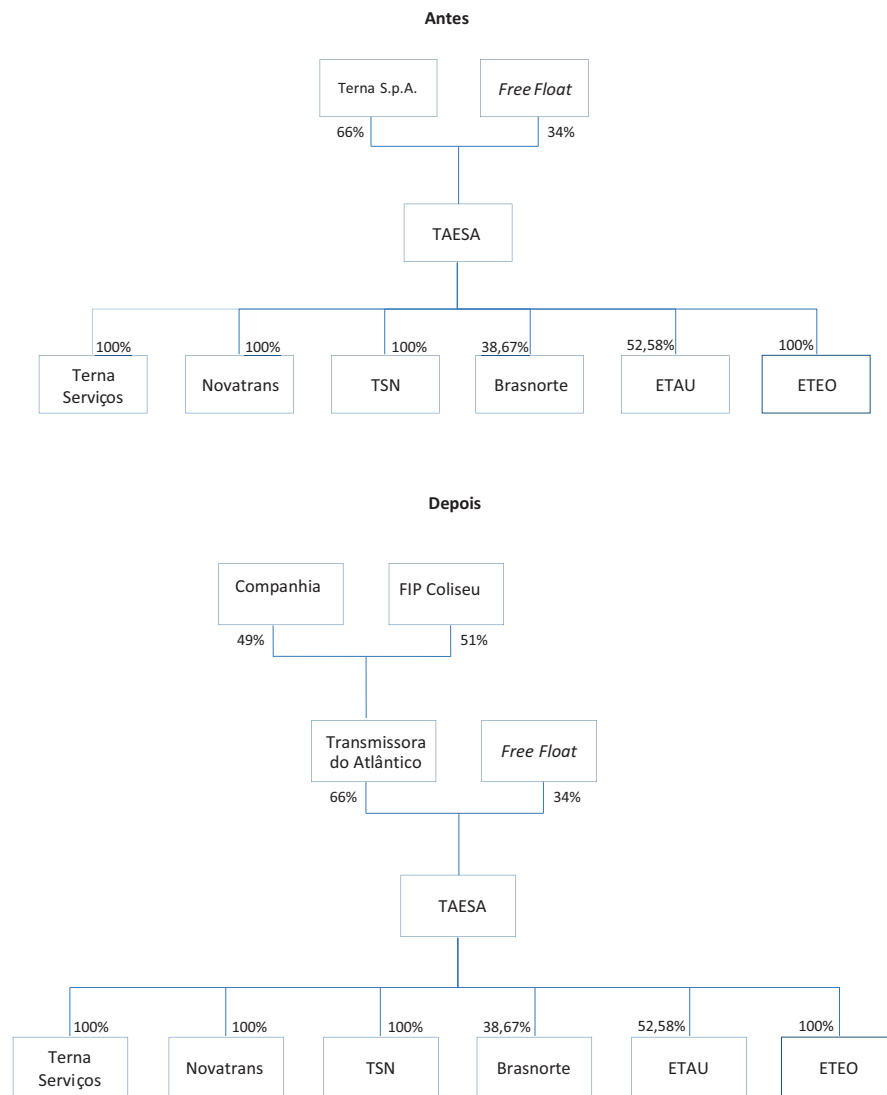 Antes
Terna S.p.A.
Free Float
66%
34%
TAESA
100%
100%
100%
38,67%
52,58%
100%
Terna
Serviços
Novatrans
TSN
Brasnorte
ETAU
ETEO
Depois
Companhia
FIP Coliseu
49%
51%
Transmissora
do Atlântico
Free Float
66%
34%
TAESA
100%
100%
100%
38,67%
52,58%
100%
Terna
Serviços
Novatrans
TSN
Brasnorte
ETAU
ETEO